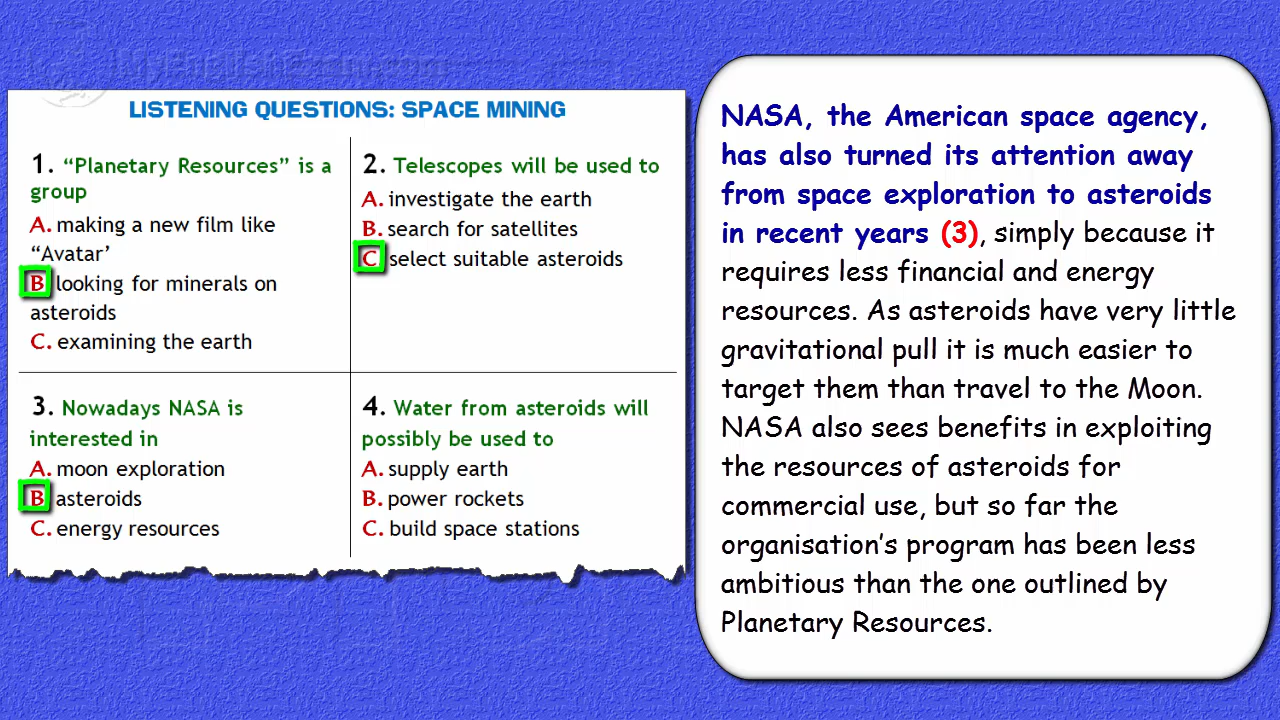 MyEnglishExam.com
LISTENING QUESTIONS: SPACE MINING
1. “Planetary Resources” is a
group
A. making a new film like
“Avatar’
B looking for minerals on
asteroids
C. examining the earth
2. Telescopes will be used to
A. investigate the earth
B. search for satellites
C select suitable asteroids
3. Nowadays NASA is
interested in
A. moon exploration
B asteroids
C. energy resources
4. Water from asteroids will
possibly be used to
A. supply earth
B. power rockets
C. build space stations
NASA, the American space agency,
has also turned its attention away
from space exploration to asteroids
in recent years (3), simply because it
requires less financial and energy
resources. As asteroids have very little
gravitational pull it is much easier to
target them than travel to the Moon.
NASA also sees benefits in exploiting
the resources of asteroids for
commercial use, but so far the
organisation’s program has been less
ambitious than the one outlined by
Planetary Resources.